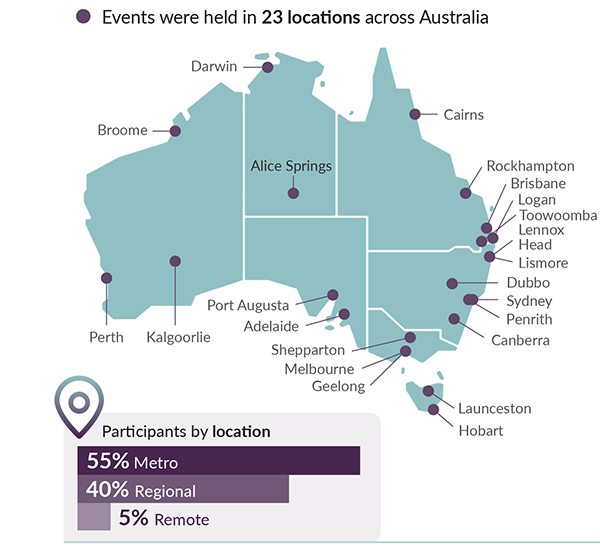 Events were held in 23 locations across Australia
Darwin
Cairns
Broome
Alice Springs
Rockhampton
Brisbane
Logan
Toowoomba
Lennox
Head
Lismore
Dubbo
Sydney
Penrith
Canberra
Port Augusta
Adelaide
Perth
Kalgoorlie
Shepparton
Melbourne
Geelong
Launceston
Hobart
Participants by location
55% Metro
40% Regional
5% Remote